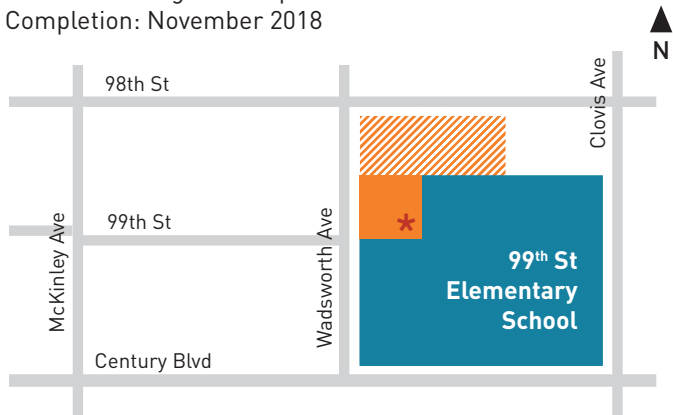 Completion: November 2018
N
98th St
Clovis Ave
99th St
McKinley Ave
Wadsworth Ave
99th St
Elementary
School
*
Century Blvd